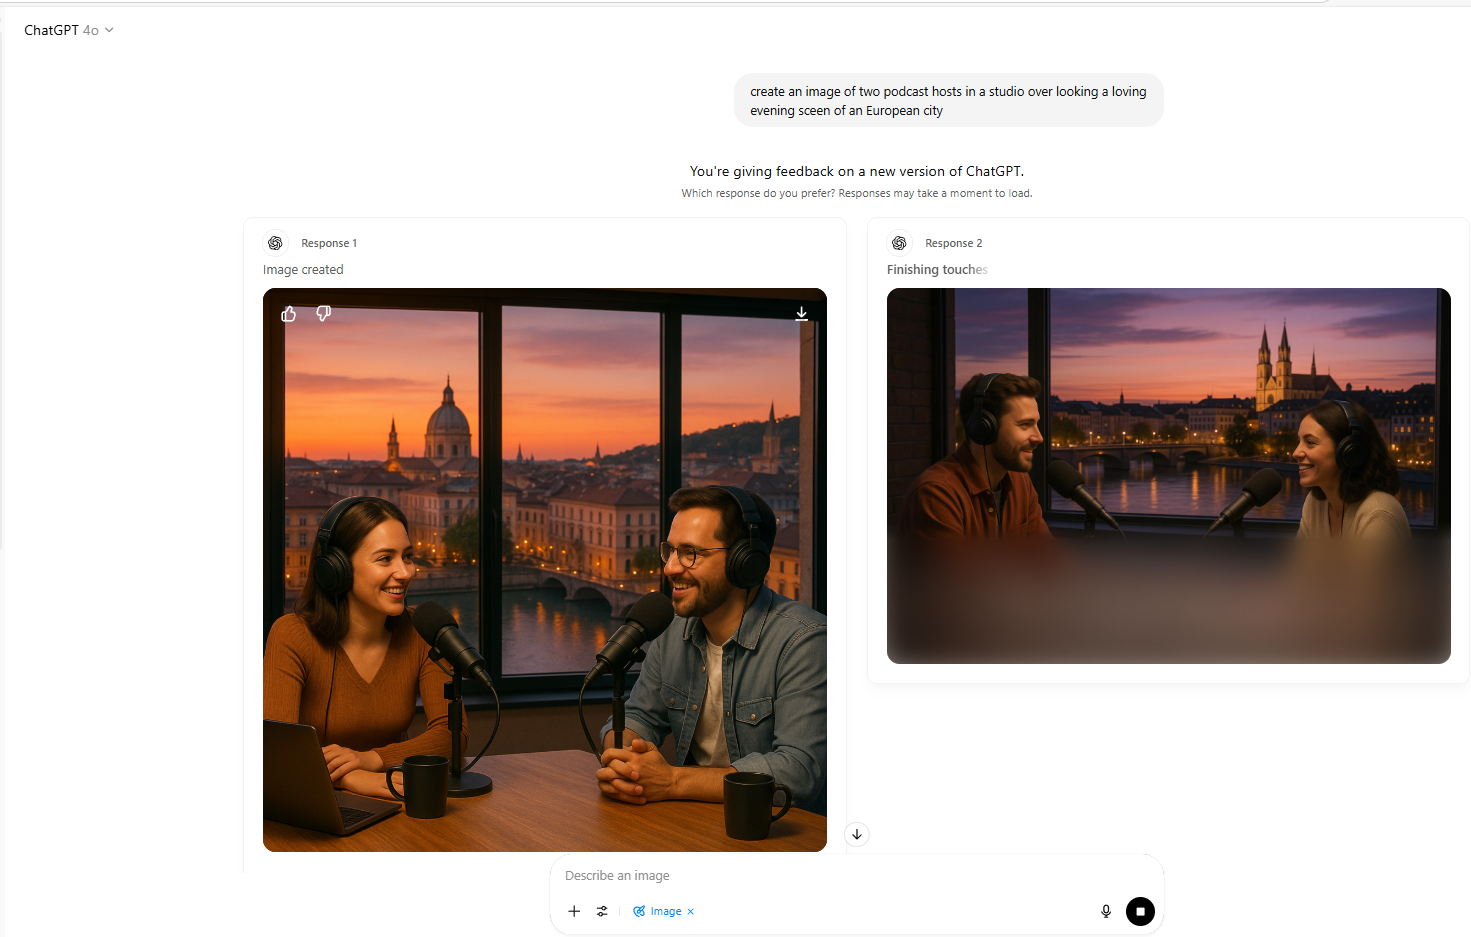 ChatGPT 4o
create an image of two podcast hosts in a studio over looking a loving
evening sceen of an European city
You're giving feedback on a new version of ChatGPT.
Which response do you prefer? Responses may take a moment to load.
Response 1
Image created
Response 2
Finishing touches
Describe an image
Image ×